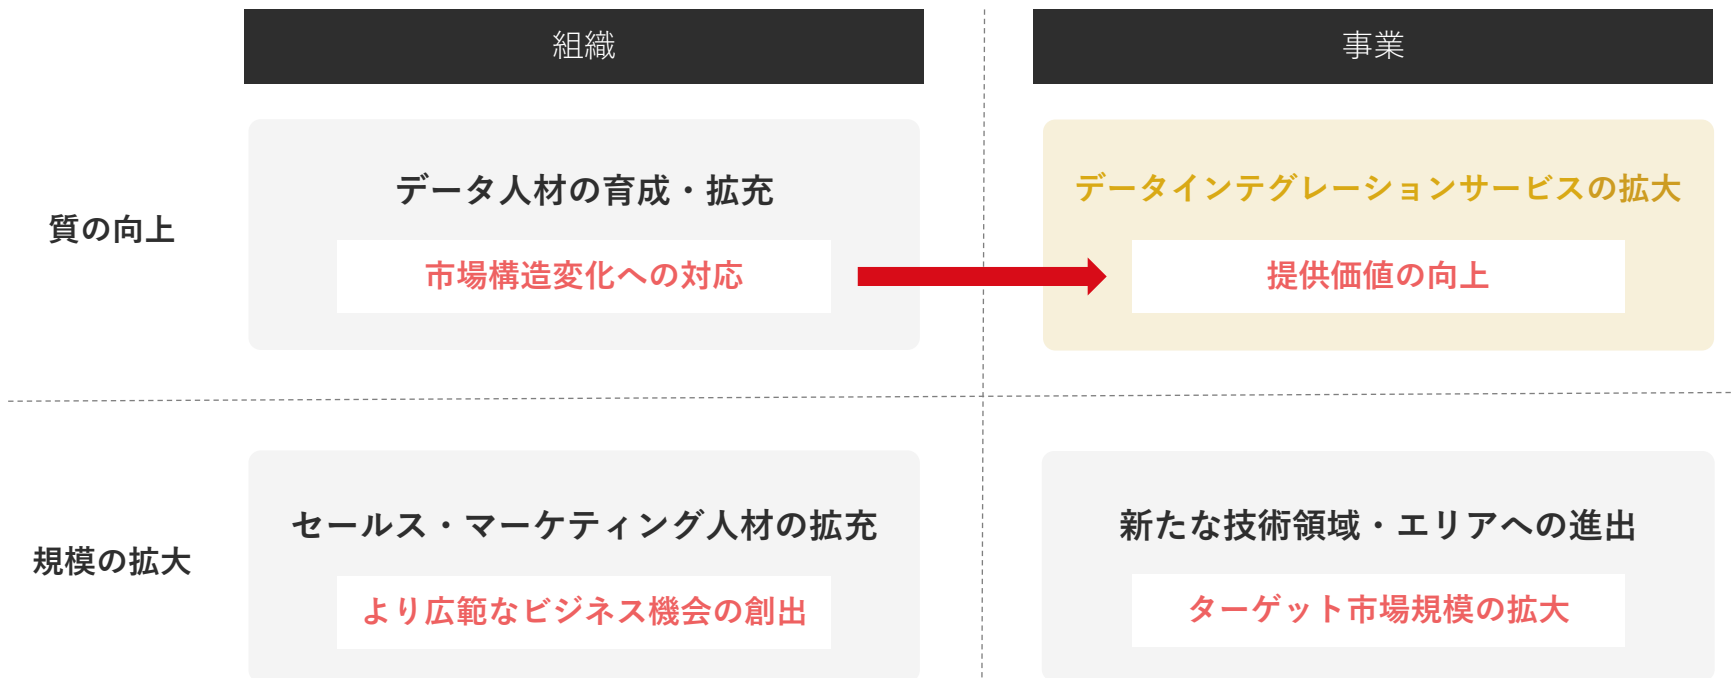 組織
事業
質の向上
データ人材の育成・拡充
市場構造変化への対応
データインテグレーションサービスの拡大
提供価値の向上
規模の拡大
セールス・マーケティング人材の拡充
より広範なビジネス機会の創出
新たな技術領域・エリアへの進出
ターゲット市場規模の拡大